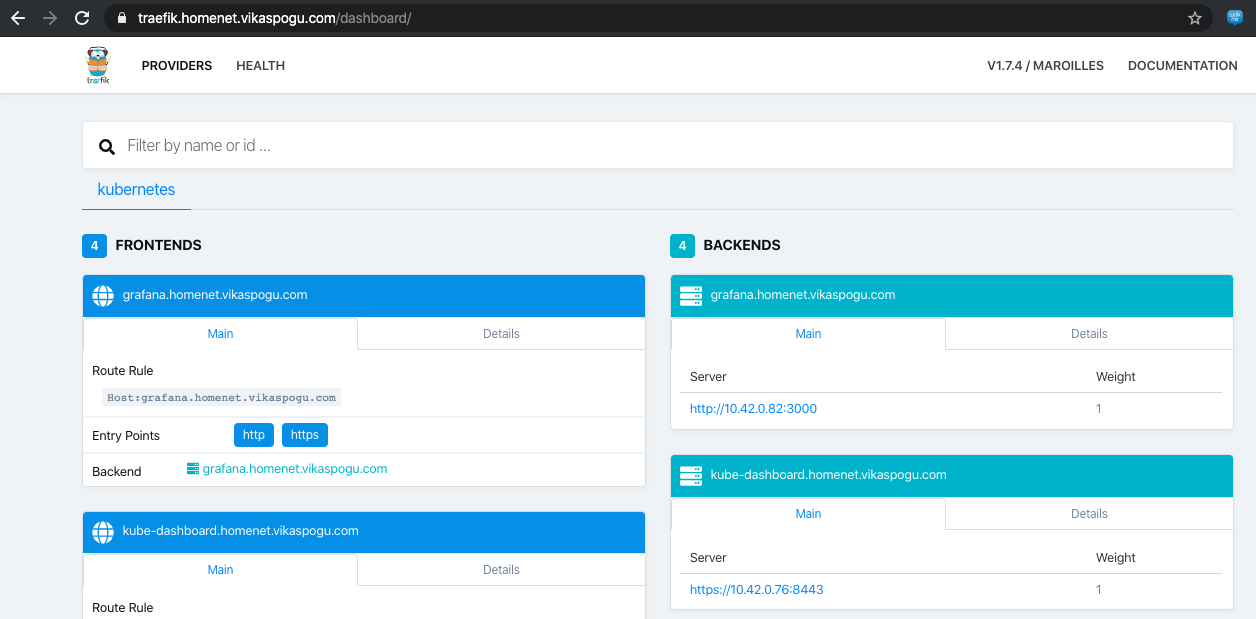 traefik.homenet.vikaspogu.com/dashboard/
træfik
PROVIDERS HEALTH V1.7.4 / MAROILLES DOCUMENTATION
Filter by name or id ...
kubernetes
4 FRONTENDS
grafana.homenet.vikaspogu.com
Main Details
Route Rule
Host:grafana.homenet.vikaspogu.com
Entry Points http https
Backend grafana.homenet.vikaspogu.com
kube-dashboard.homenet.vikaspogu.com
Main Details
Route Rule
4 BACKENDS
grafana.homenet.vikaspogu.com
Main Details
Server Weight
http://10.42.0.82:3000 1
kube-dashboard.homenet.vikaspogu.com
Main Details
Server Weight
https://10.42.0.76:8443 1